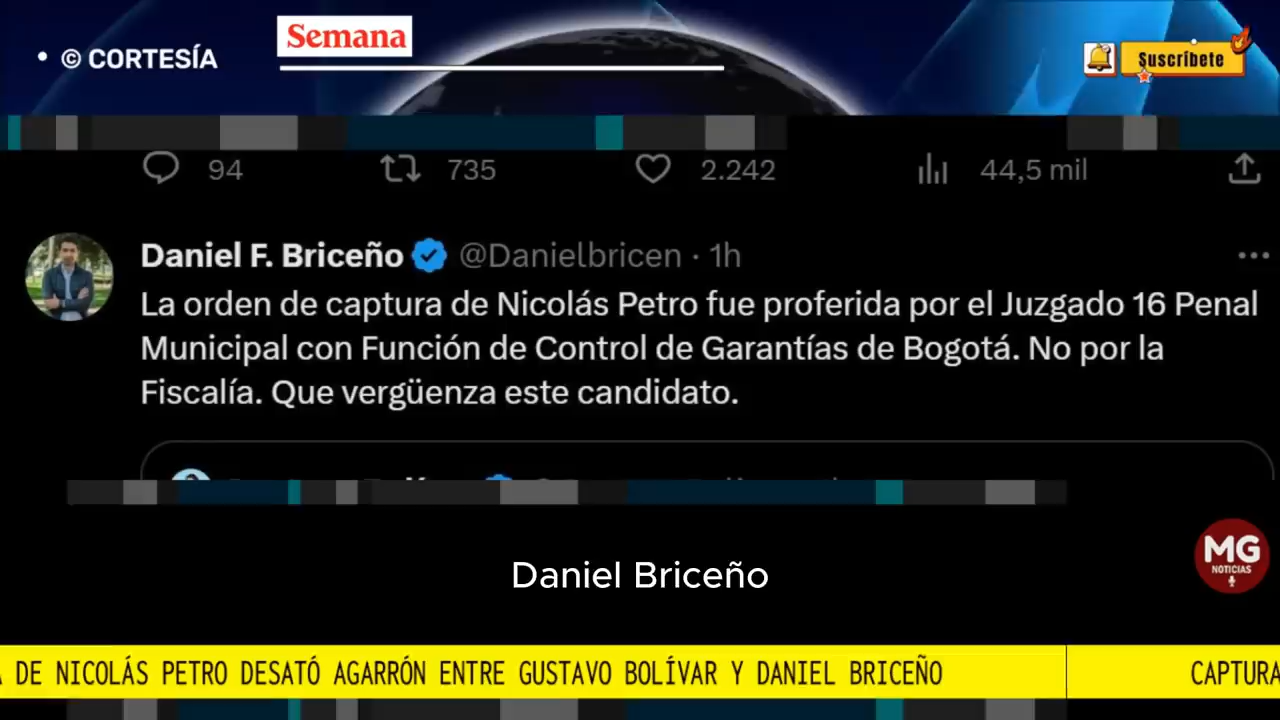 • © CORTESÍA
Semana
Suscríbete
94 735 2.242 44,5 mil
Daniel F. Briceño @Danielbricen · 1h
La orden de captura de Nicolás Petro fue proferida por el Juzgado 16 Penal
Municipal con Función de Control de Garantías de Bogotá. No por la
Fiscalía. Que vergüenza este candidato.
Daniel Briceño
MG
NOTICIAS
DE NICOLÁS PETRO DESATÓ AGARRÓN ENTRE GUSTAVO BOLÍVAR Y DANIEL BRICEÑO CAPTURA